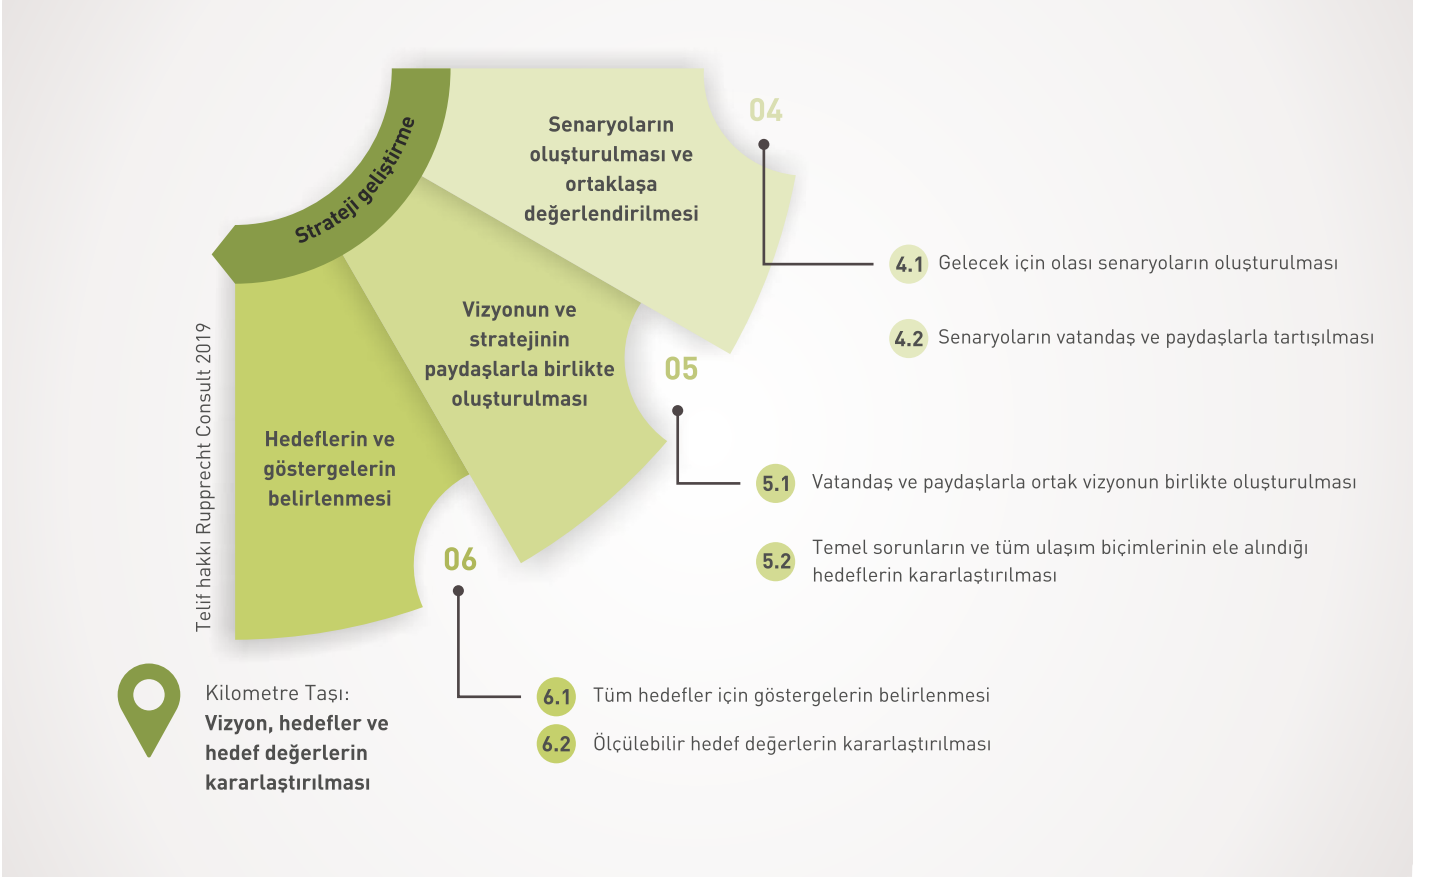 Strateji geliştirme
Senaryoların
oluşturulması ve
ortaklaşa
değerlendirilmesi
04
4.1 Gelecek için olası senaryoların oluşturulması
4.2 Senaryoların vatandaş ve paydaşlarla tartışılması
Vizyonun ve
stratejinin
paydaşlarla birlikte
oluşturulması
05
5.1 Vatandaş ve paydaşlarla ortak vizyonun birlikte oluşturulması
5.2 Temel sorunların ve tüm ulaşım biçimlerinin ele alındığı
hedeflerin kararlaştırılması
Hedeflerin ve
göstergelerin
belirlenmesi
06
6.1 Tüm hedefler için göstergelerin belirlenmesi
6.2 Ölçülebilir hedef değerlerin kararlaştırılması
Telif hakkı Rupprecht Consult 2019
Kilometre Taşı:
Vizyon, hedefler ve
hedef değerlerin
kararlaştırılması